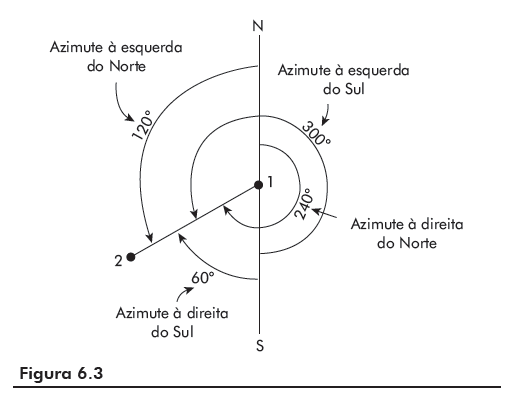 N
Azimute à esquerda
do Norte
Azimute à esquerda
do Sul
120°
300°
1
240°
Azimute à direita
do Norte
2
60°
Azimute à direita
do Sul
S
Figura 6.3